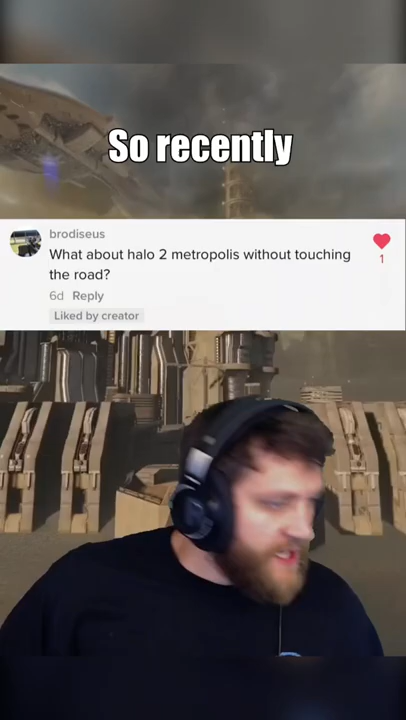 So recently
brodiseus
What about halo 2 metropolis without touching
the road?
1
6d Reply
Liked by creator